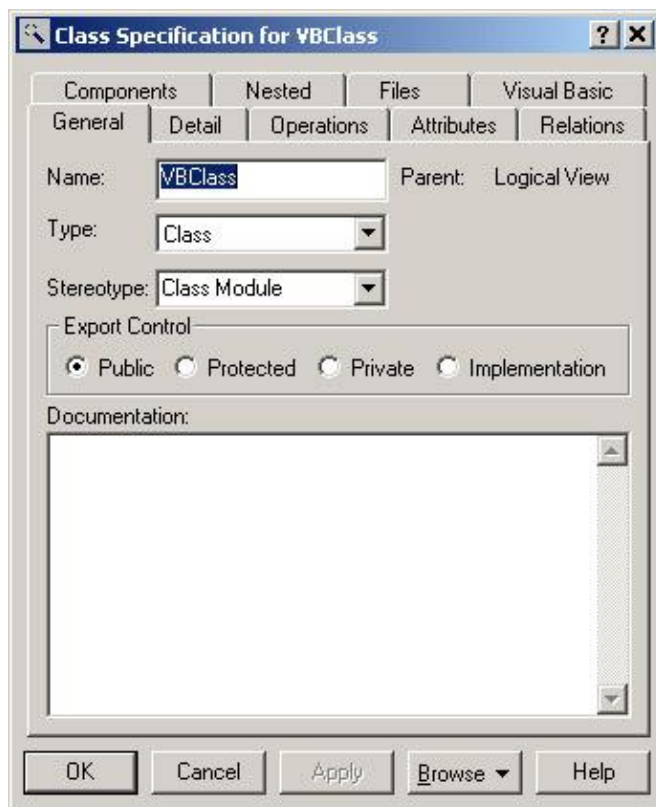 Class Specification for VBClass
Components Nested Files Visual Basic
General Detail Operations Attributes Relations
Name: VBClass Parent: Logical View
Type: Class
Stereotype: Class Module
Export Control
Public Protected Private Implementation
Documentation:
OK Cancel Apply Browse Help